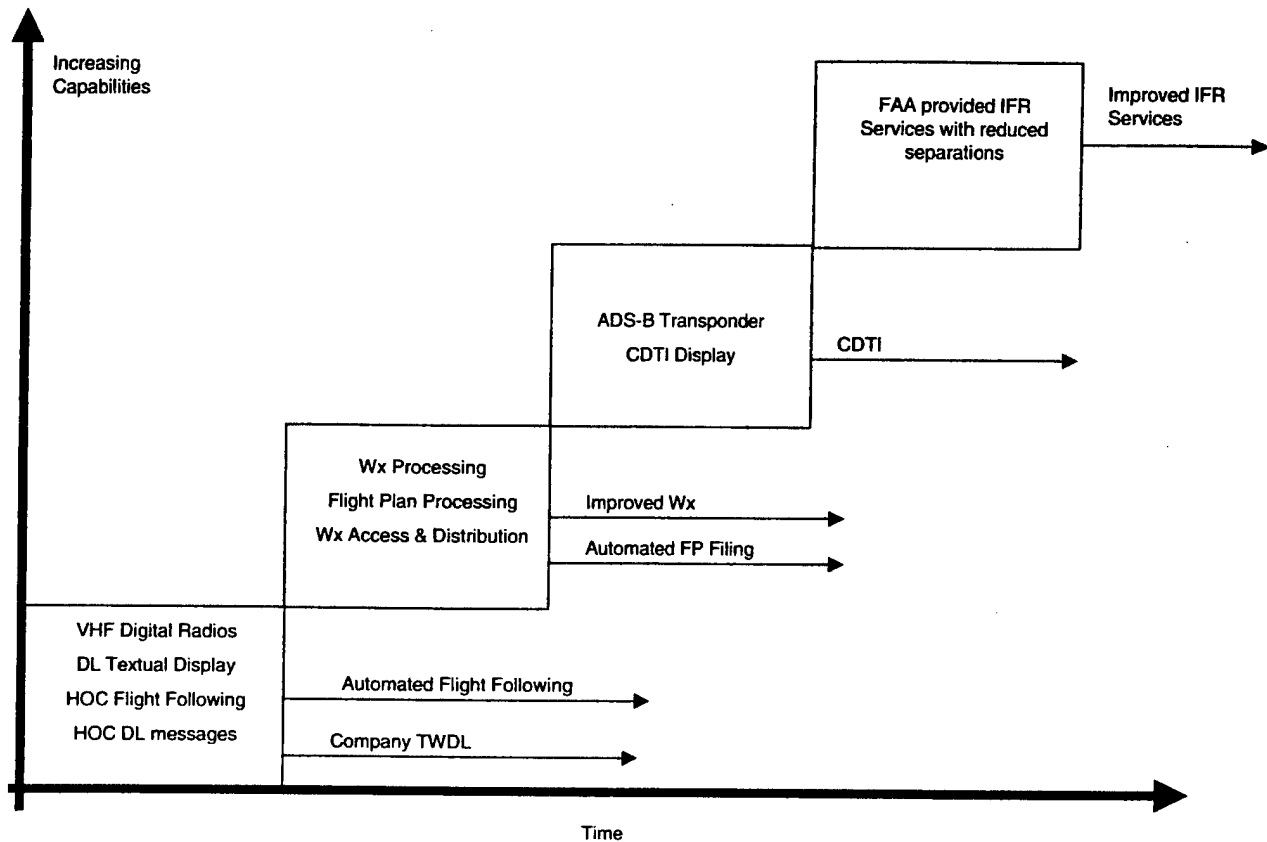 Increasing
Capabilities
FAA provided IFR
Services with reduced
separations
Improved IFR
Services
ADS-B Transponder
CDTI Display
CDTI
Wx Processing
Flight Plan Processing
Wx Access & Distribution
Improved Wx
Automated FP Filing
VHF Digital Radios
DL Textual Display
HOC Flight Following
HOC DL messages
Automated Flight Following
Company TWDL
Time